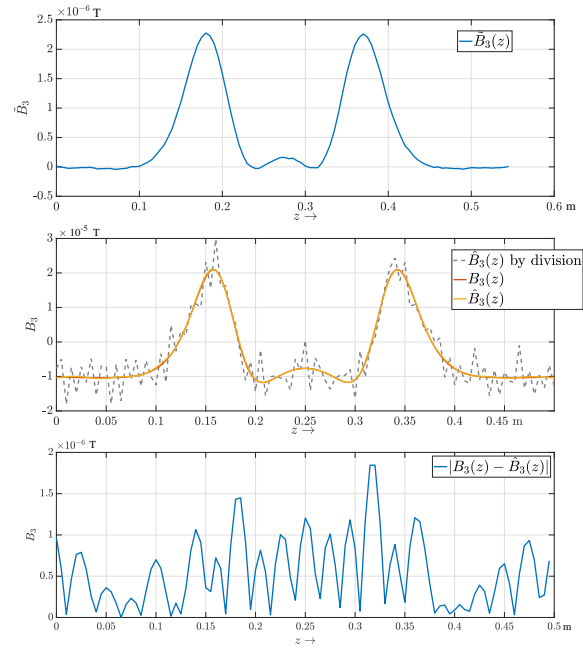 ×10⁻⁶ T
2.5
2
1.5
1
0.5
0
-0.5
B̃₃
B̃₃(z)
0 0.1 0.2 0.3 0.4 0.5 0.6 m
z →
× 10⁻⁵ T
3
2
1
0
-1
-2
B₃
B̂₃(z) by division
B₃(z)
B̂₃(z)
0 0.05 0.1 0.15 0.2 0.25 0.3 0.35 0.4 0.45 m
z →
×10⁻⁶ T
2
1.5
1
0.5
0
B₃
|B₃(z) − B̂₃(z)|
0 0.05 0.1 0.15 0.2 0.25 0.3 0.35 0.4 0.45 0.5 m
z →